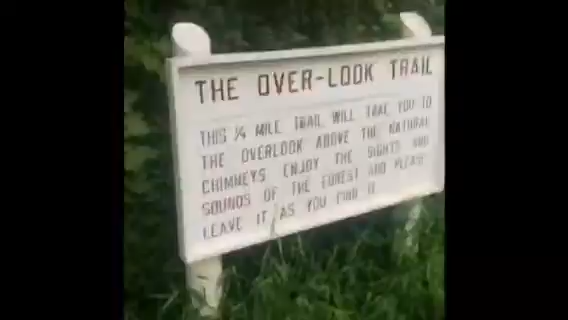 THE OVER-LOOK TRAIL
THIS ¼ MILE TRAIL WILL TAKE YOU TO
THE OVERLOOK ABOVE THE NATURAL
CHIMNEYS ENJOY THE SIGHTS AND
SOUNDS OF THE FOREST AND PLEASE
LEAVE IT AS YOU FIND IT